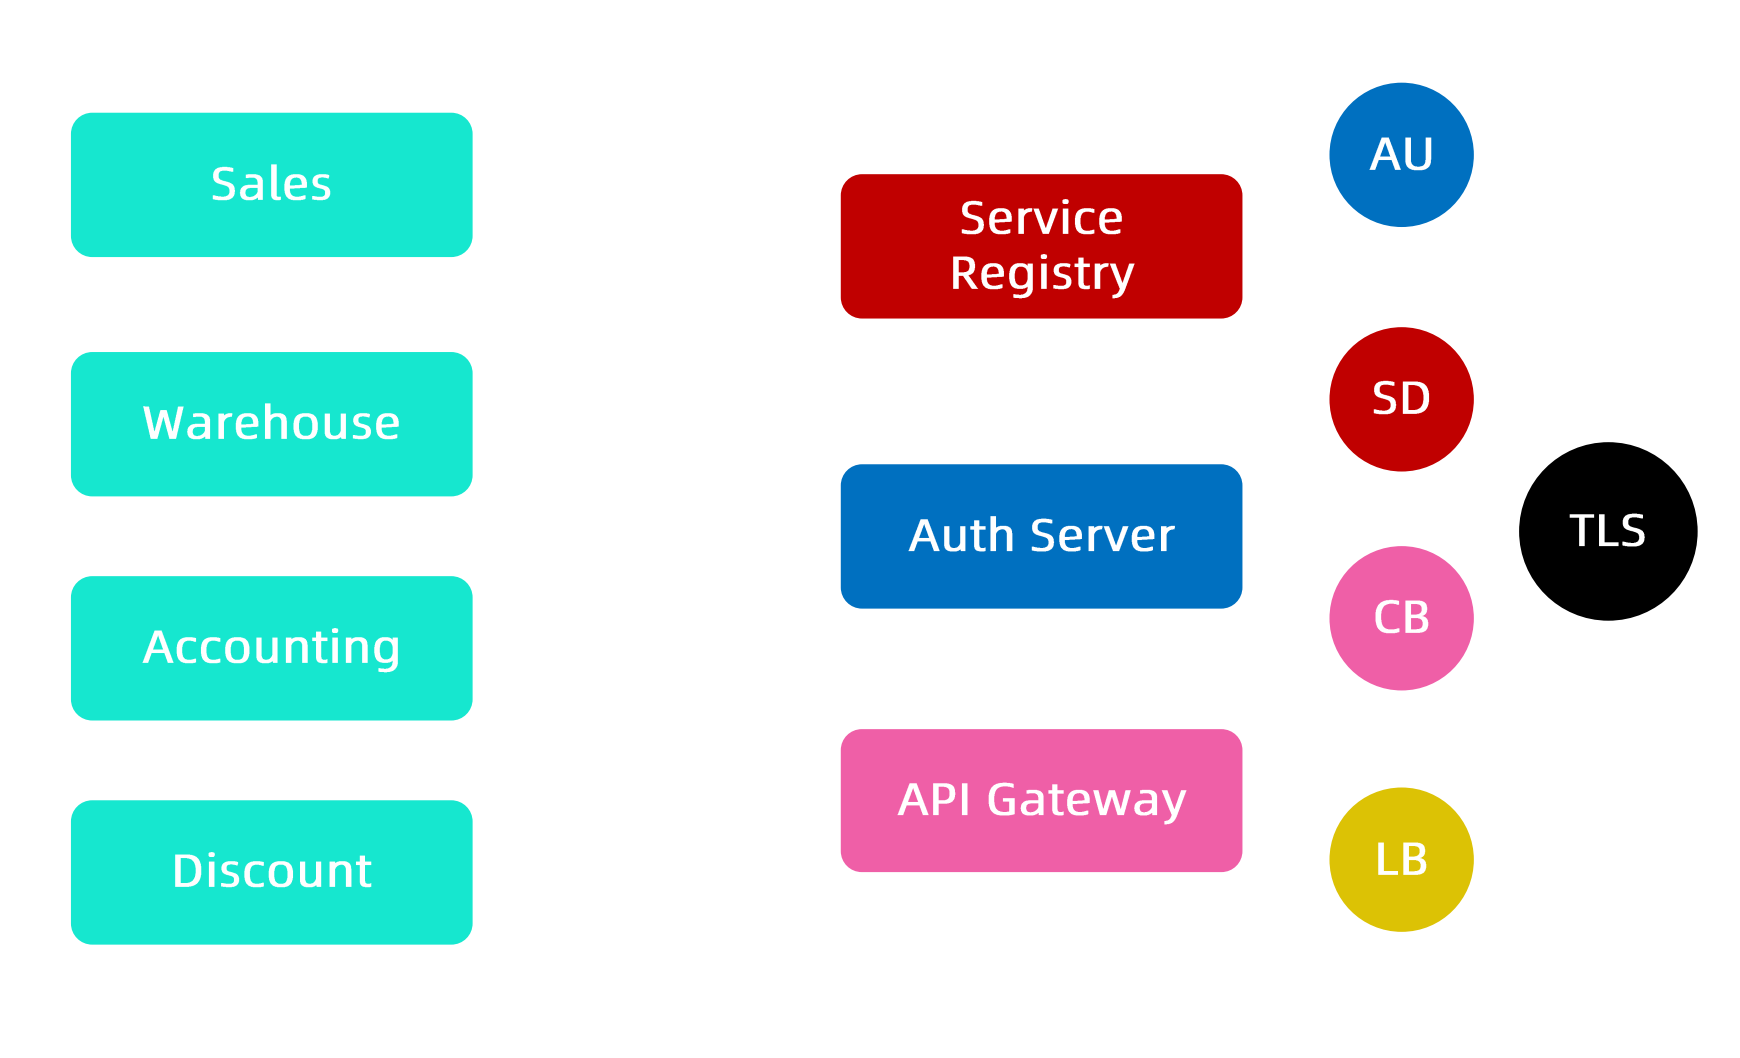 Sales
Warehouse
Accounting
Discount
Service
Registry
Auth Server
API Gateway
AU
SD
CB
LB
TLS